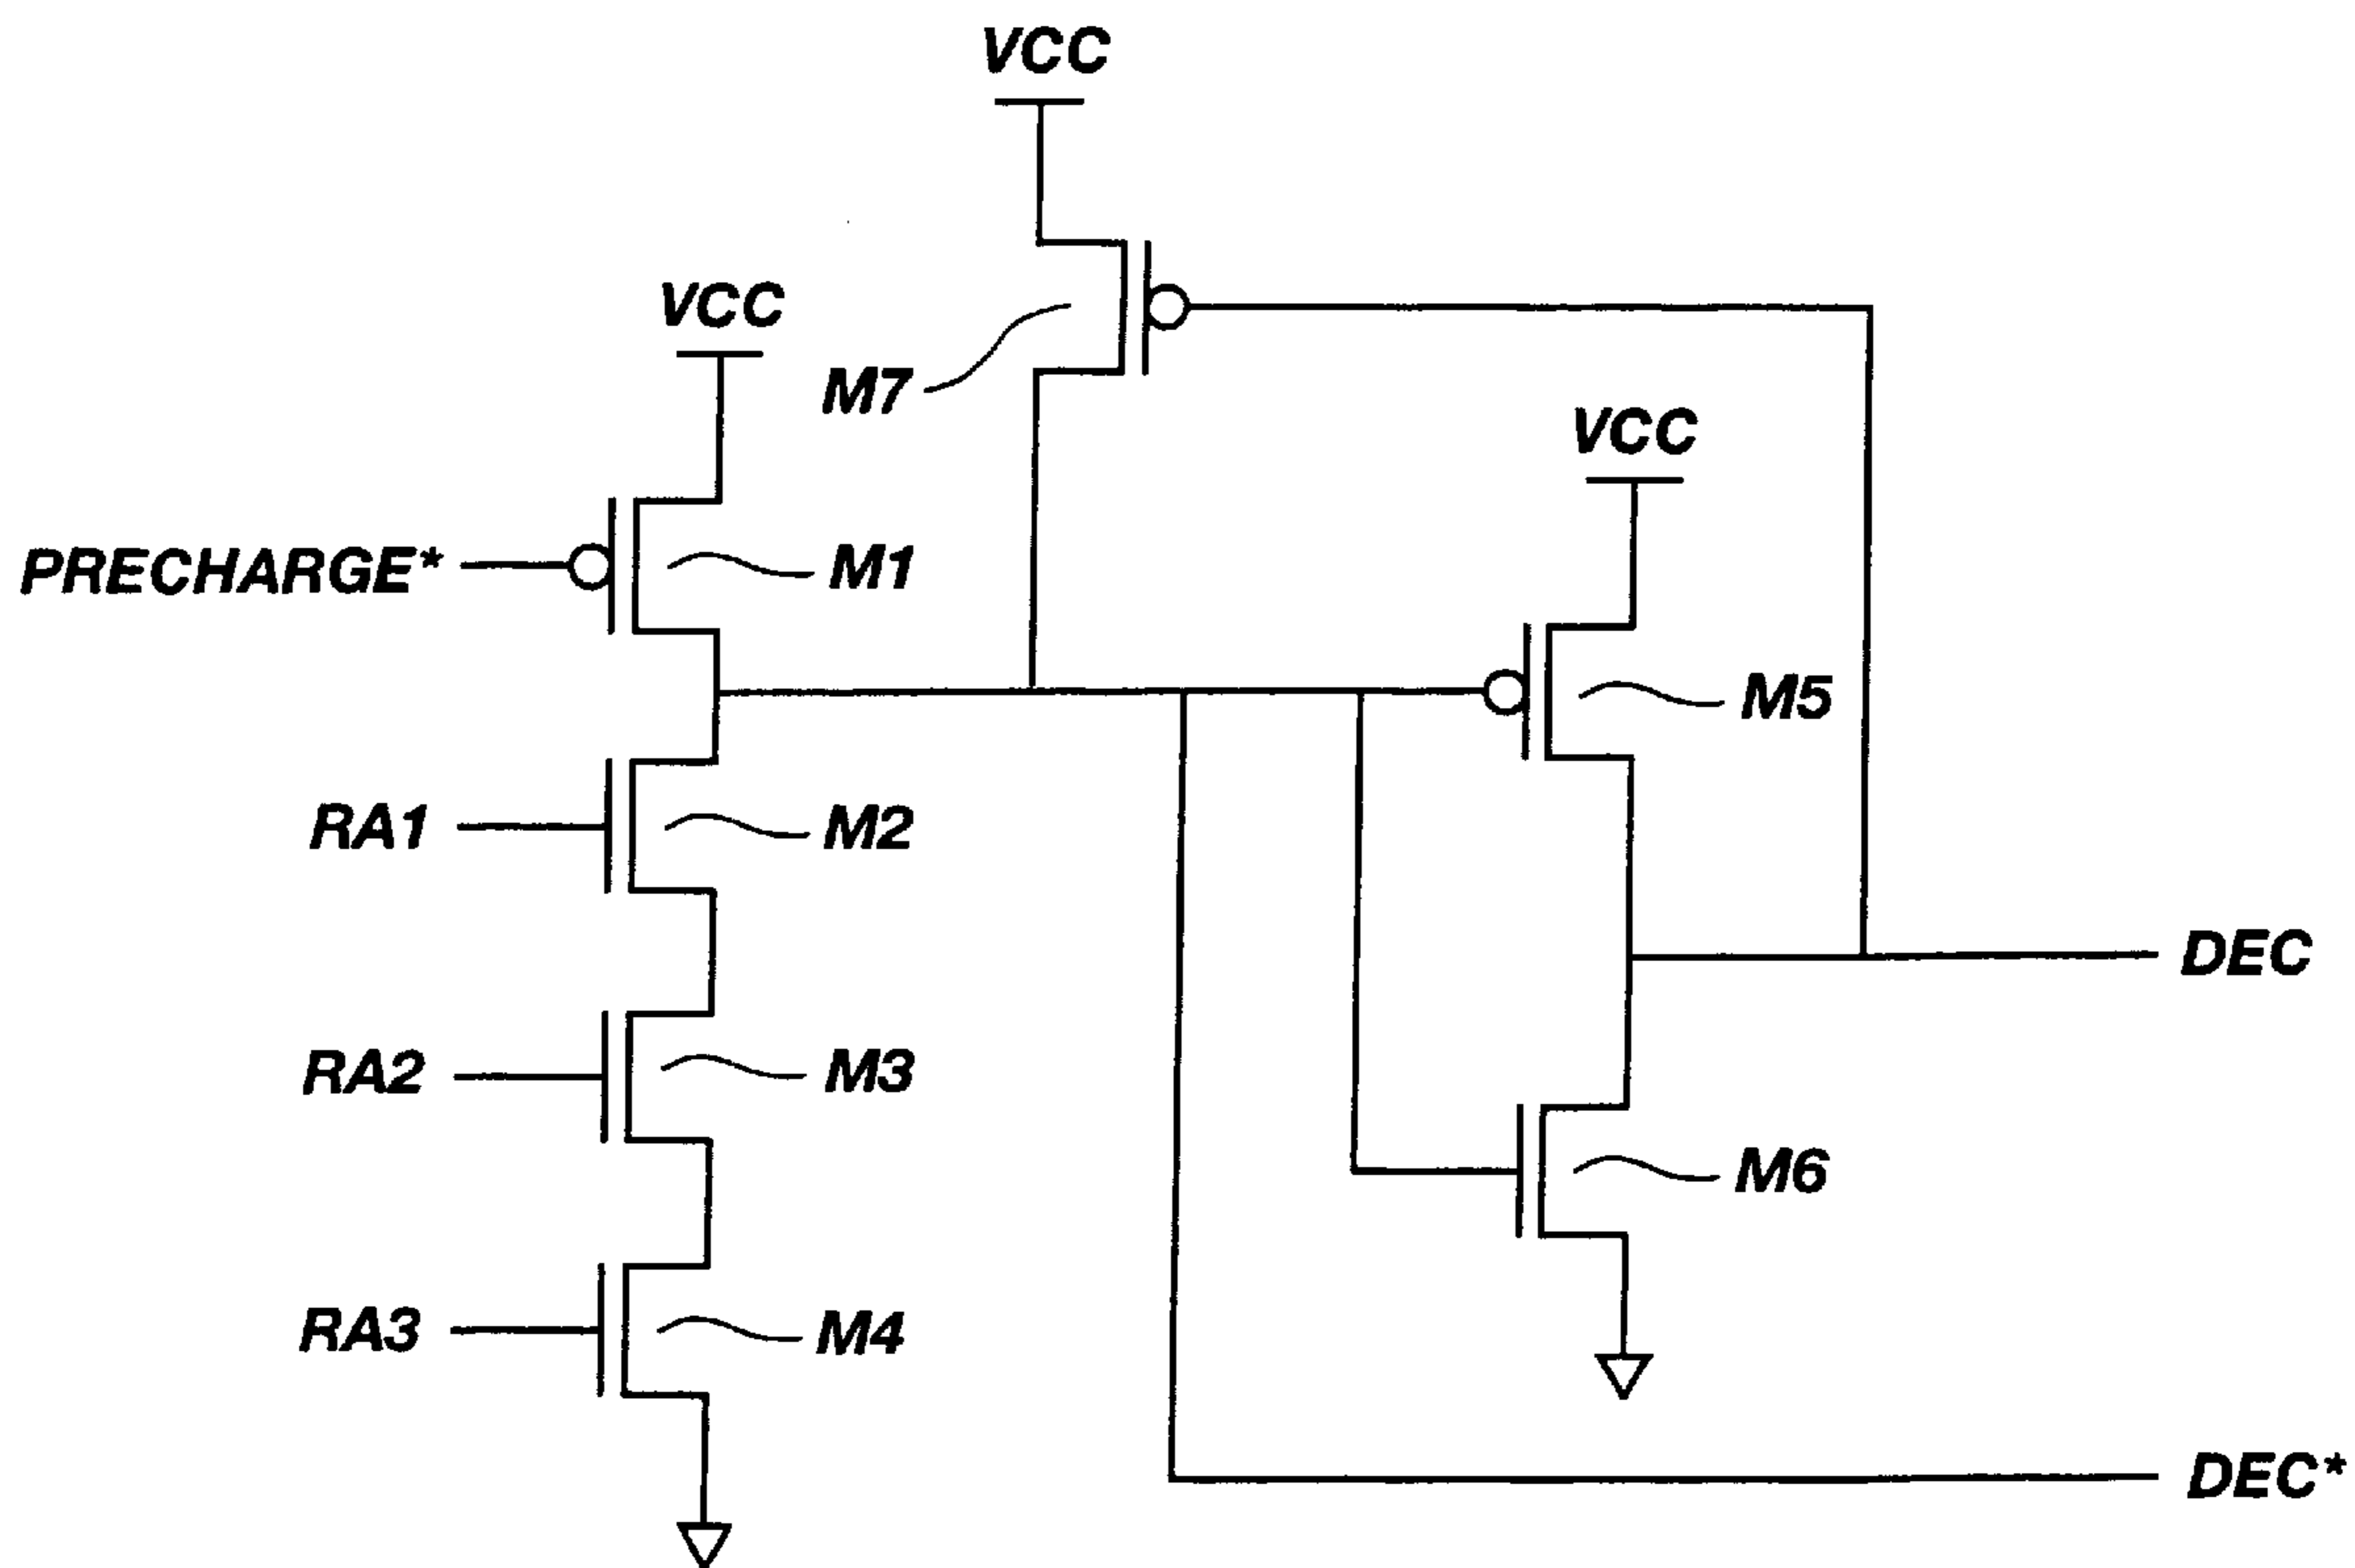 VCC
VCC
M7
VCC
PRECHARGE*
M1
M5
RA1
M2
DEC
RA2
M3
M6
RA3
M4
DEC*